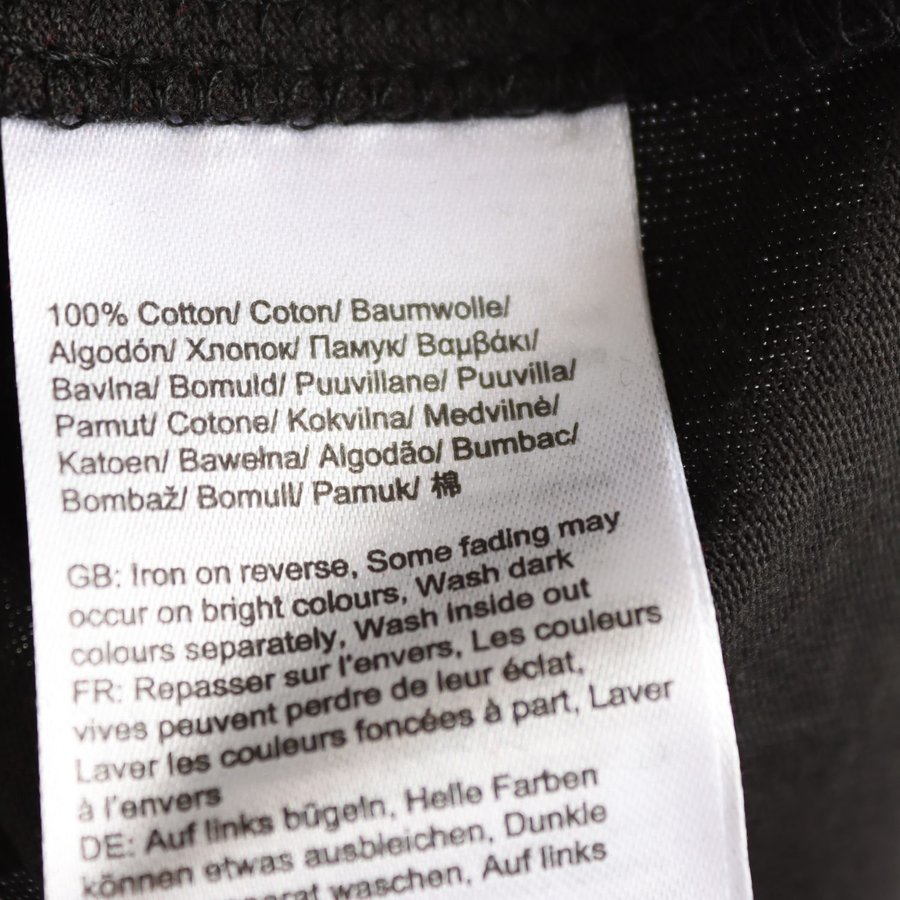 100% Cotton/ Coton/ Baumwolle/
Algodón/ Хлопок/ Памук/ Βαμβάκι/
Bavlna/ Bomuld/ Puuvillane/ Puuvilla/
Pamut/ Cotone/ Kokvilna/ Medvilnė/
Katoen/ Bawełna/ Algodão/ Bumbac/
Bombaž/ Bomull/ Pamuk/ 棉
GB: Iron on reverse, Some fading may
occur on bright colours, Wash dark
colours separately, Wash inside out
FR: Repasser sur l'envers, Les couleurs
vives peuvent perdre de leur éclat,
Laver les couleurs foncées à part, Laver
à l'envers
DE: Auf links bügeln, Helle Farben
können etwas ausbleichen, Dunkle
waschen, Auf links